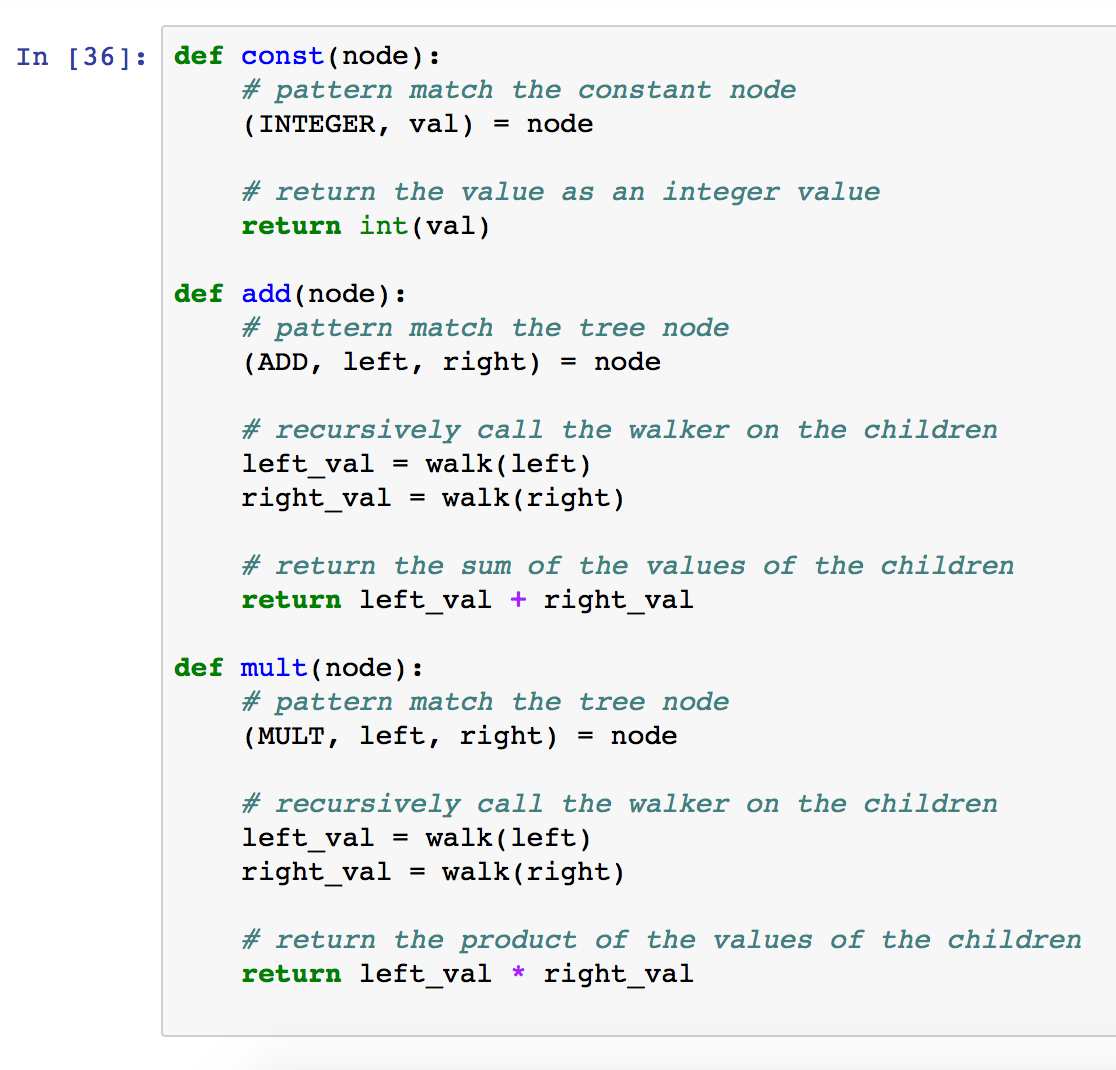 In [36]:
def const(node):
    # pattern match the constant node
    (INTEGER, val) = node

    # return the value as an integer value
    return int(val)

def add(node):
    # pattern match the tree node
    (ADD, left, right) = node

    # recursively call the walker on the children
    left_val = walk(left)
    right_val = walk(right)

    # return the sum of the values of the children
    return left_val + right_val

def mult(node):
    # pattern match the tree node
    (MULT, left, right) = node

    # recursively call the walker on the children
    left_val = walk(left)
    right_val = walk(right)

    # return the product of the values of the children
    return left_val * right_val